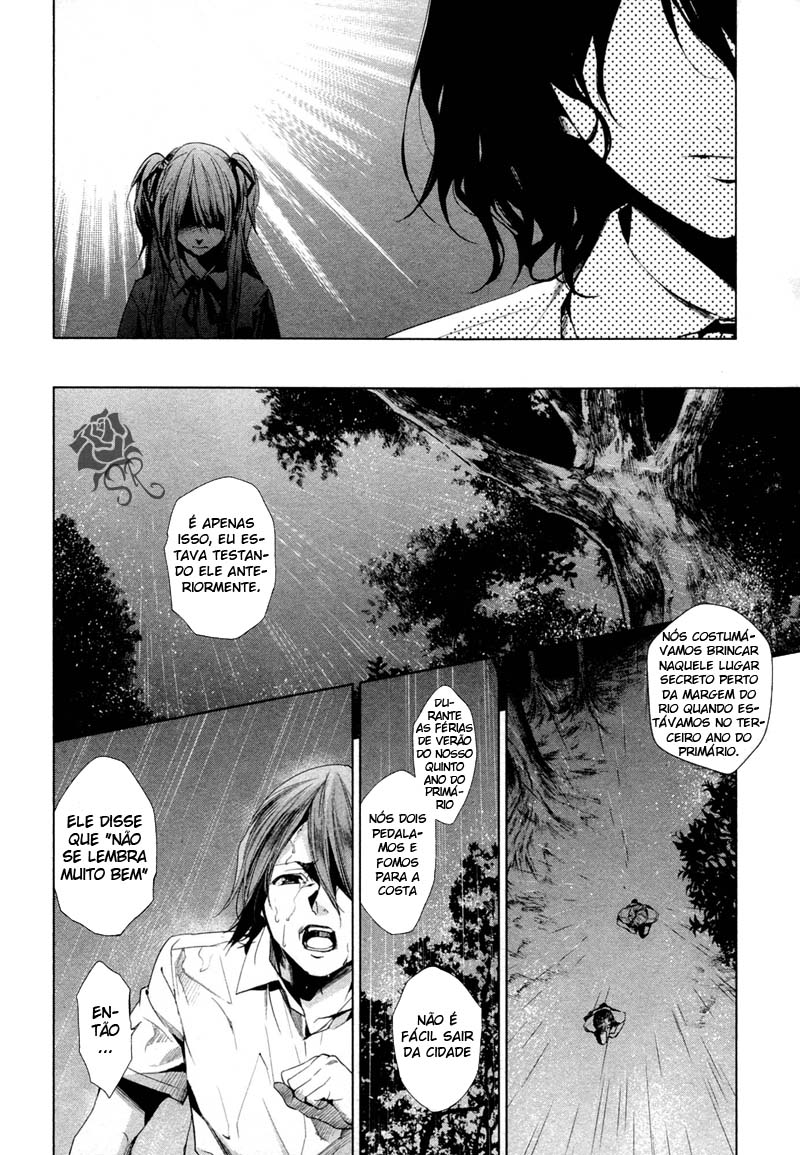 SR
É APENAS
ISSO, EU ES-
TAVA TESTAN-
DO ELE ANTE-
RIORMENTE.
NÓS COSTUMÁ-
VAMOS BRINCAR
NAQUELE LUGAR
SECRETO PERTO
DA MARGEM DO
RIO QUANDO ES-
TÁVAMOS NO TER-
CEIRO ANO DO
PRIMÁRIO.
DU-
RANTE
AS FÉRIAS
DE VERÃO
DO NOSSO
QUINTO
ANO DO
PRIMÁ-
RIO
NÓS DOIS
PEDALA-
MOS E
FOMOS
PARA A
COSTA
NÃO É
FÁCIL SAIR
DA CIDADE
ELE DISSE
QUE "NÃO
SE LEMBRA
MUITO BEM"
EN-
TÃO
...